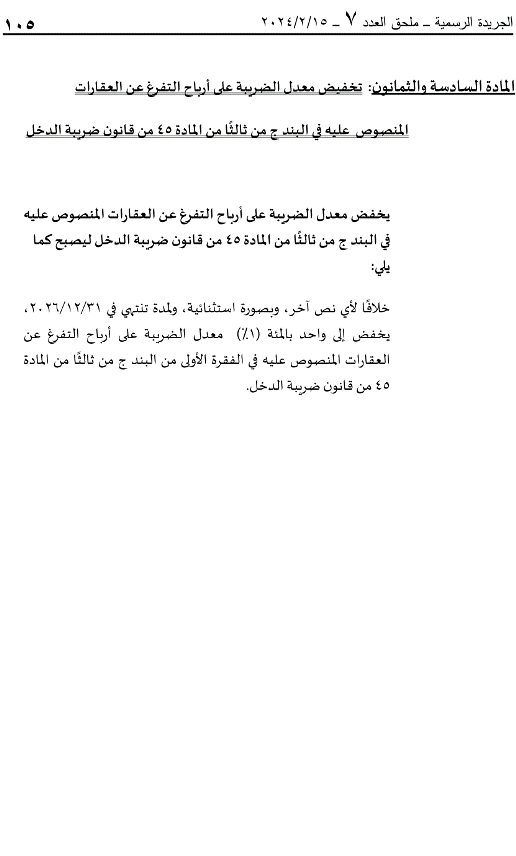 الجريدة الرسمية – ملحق العدد ٧ – ٢٠٢٤/٢/١٥ ١٠٥
المادة السادسة والثمانون: تخفيض معدل الضريبة على أرباح التفرغ عن العقارات
المنصوص عليه في البند ج من ثالثًا من المادة ٤٥ من قانون ضريبة الدخل
يخفض معدل الضريبة على أرباح التفرغ عن العقارات المنصوص عليه
في البند ج من ثالثًا من المادة ٤٥ من قانون ضريبة الدخل ليصبح كما
يلي:
خلافًا لأي نص آخر، وبصورة استثنائية، ولمدة تنتهي في ٢٠٢٦/١٢/٣١،
يخفض إلى واحد بالمئة (١٪) معدل الضريبة على أرباح التفرغ عن
العقارات المنصوص عليه في الفقرة الأولى من البند ج من ثالثًا من المادة
٤٥ من قانون ضريبة الدخل.